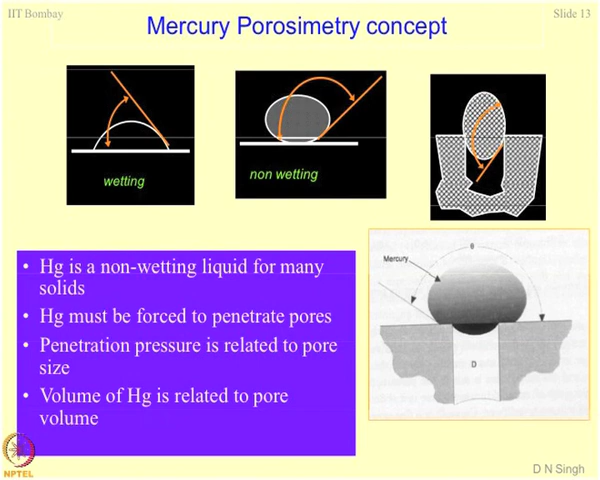 IIT Bombay
Slide 13
Mercury Porosimetry concept
wetting
non wetting
• Hg is a non-wetting liquid for many
solids
• Hg must be forced to penetrate pores
• Penetration pressure is related to pore
size
• Volume of Hg is related to pore
volume
Mercury
θ
D
NPTEL
D N Singh